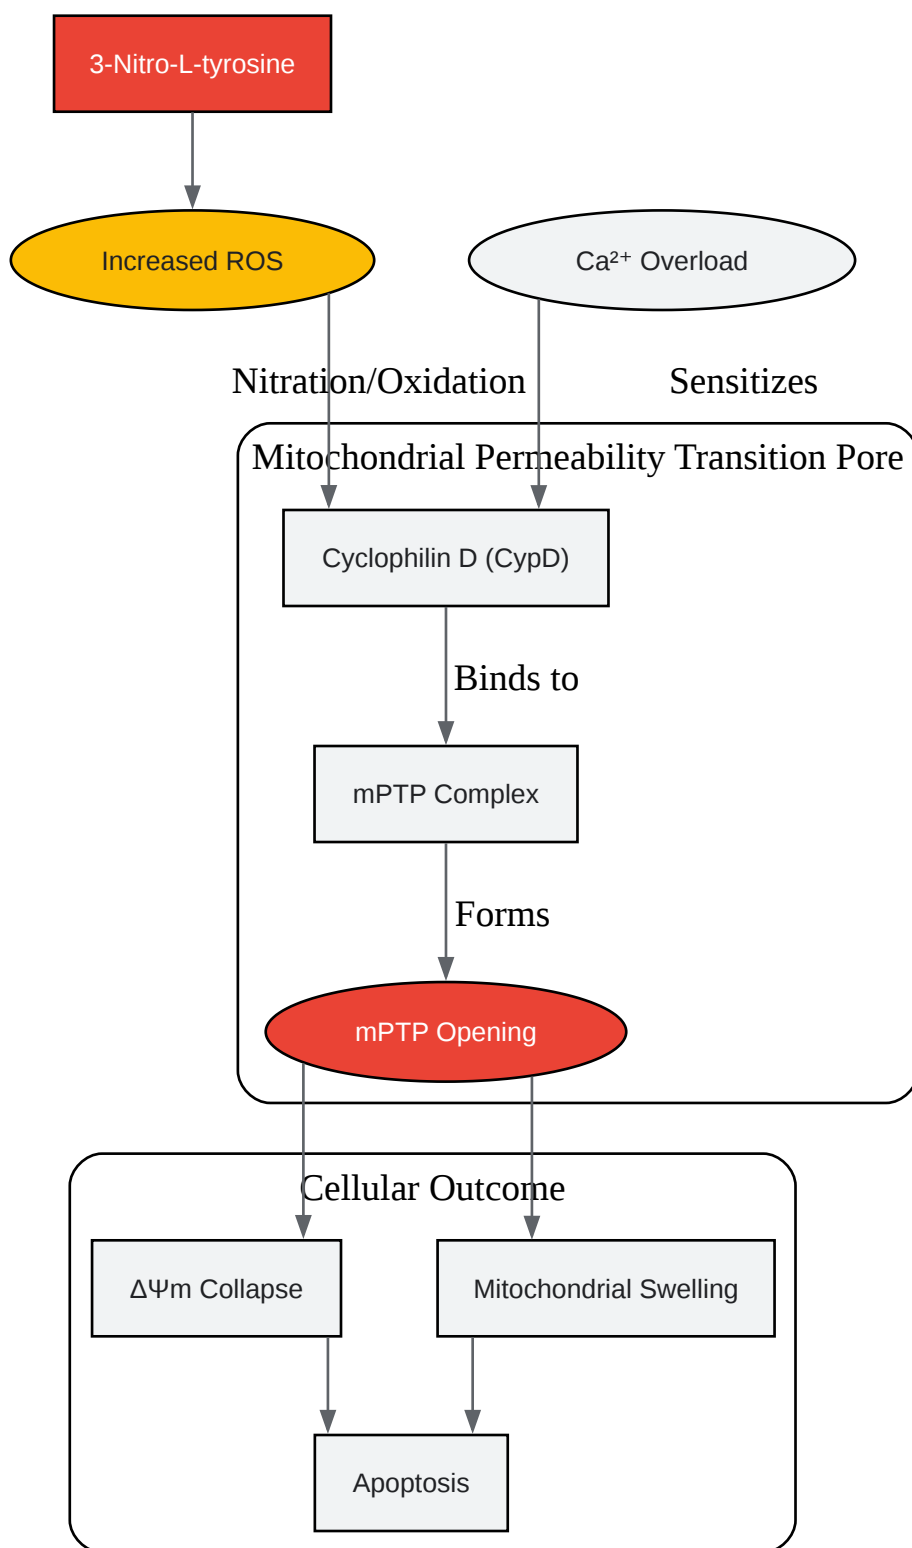 3-Nitro-L-tyrosine
Increased ROS
Ca²⁺ Overload
Nitration/Oxidation
Sensitizes
Mitochondrial Permeability Transition Pore
Cyclophilin D (CypD)
Binds to
mPTP Complex
Forms
mPTP Opening
Cellular Outcome
ΔΨm Collapse
Mitochondrial Swelling
Apoptosis